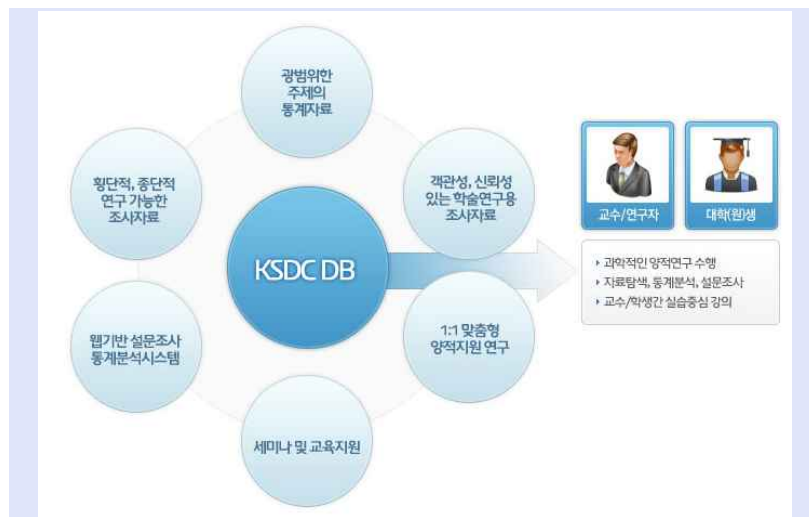 광범위한
주제의
통계자료
횡단적, 종단적
연구 가능한
조사자료
객관성, 신뢰성
있는 학술연구용
조사자료
KSDC DB
웹기반 설문조사
통계분석시스템
1:1 맞춤형
양적지원 연구
세미나 및 교육지원
교수/연구자
대학(원)생
과학적인 양적연구 수행
자료탐색, 통계분석, 설문조사
교수/학생간 실습중심 강의